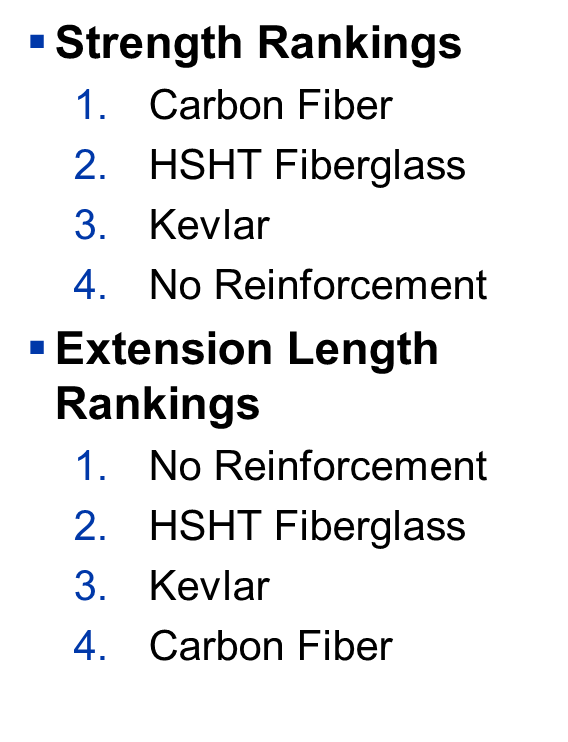 ▪ Strength Rankings
1. Carbon Fiber
2. HSHT Fiberglass
3. Kevlar
4. No Reinforcement
▪ Extension Length
Rankings
1. No Reinforcement
2. HSHT Fiberglass
3. Kevlar
4. Carbon Fiber